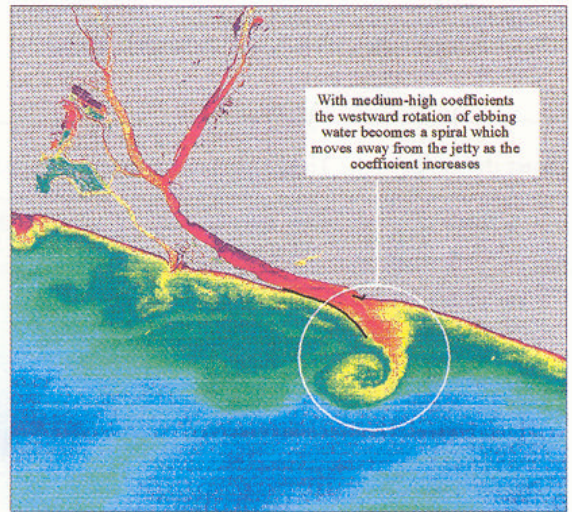 With medium-high coefficients
the westward rotation of ebbing
water becomes a spiral which
moves away from the jetty as the
coefficient increases